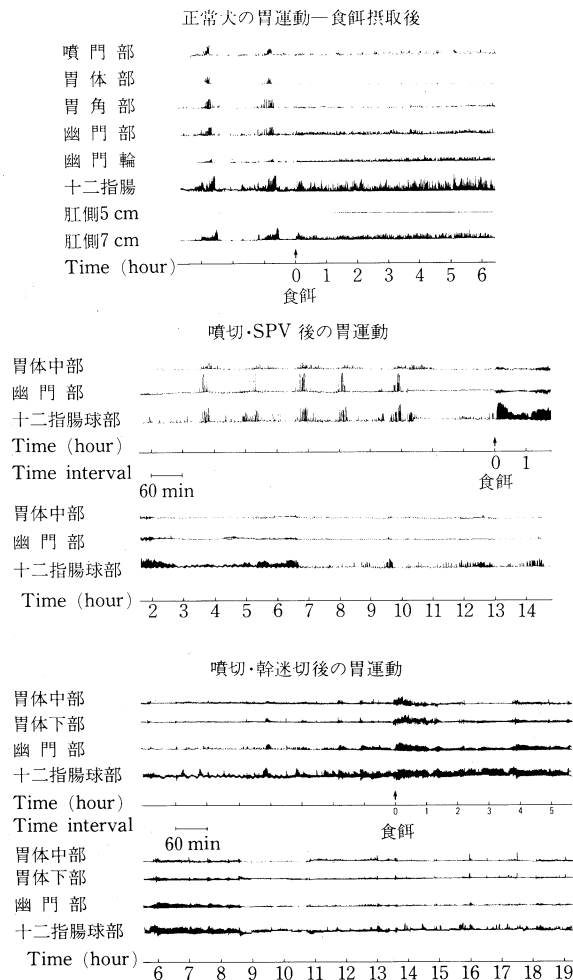 正常犬の胃運動—食餌摂取後
噴門部
胃体部
胃角部
幽門部
幽門輪
十二指腸
肛側5 cm
肛側7 cm
Time (hour)
0 1 2 3 4 5 6
食餌
噴切・SPV 後の胃運動
胃体中部
幽門部
十二指腸球部
Time (hour)
0 1
Time interval
60 min
食餌
胃体中部
幽門部
十二指腸球部
Time (hour)
2 3 4 5 6 7 8 9 10 11 12 13 14
噴切・幹迷切後の胃運動
胃体中部
胃体下部
幽門部
十二指腸球部
Time (hour)
0 1 2 3 4 5
Time interval
60 min
食餌
胃体中部
胃体下部
幽門部
十二指腸球部
Time (hour)
6 7 8 9 10 11 12 13 14 15 16 17 18 19